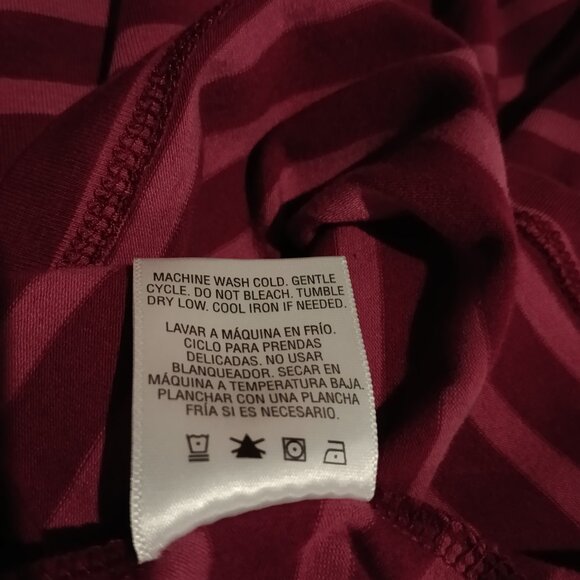 MACHINE WASH COLD. GENTLE
CYCLE. DO NOT BLEACH. TUMBLE
DRY LOW. COOL IRON IF NEEDED.
LAVAR A MÁQUINA EN FRÍO.
CICLO PARA PRENDAS
DELICADAS. NO USAR
BLANQUEADOR. SECAR EN
MÁQUINA A TEMPERATURA BAJA.
PLANCHAR CON UNA PLANCHA
FRÍA SI ES NECESARIO.